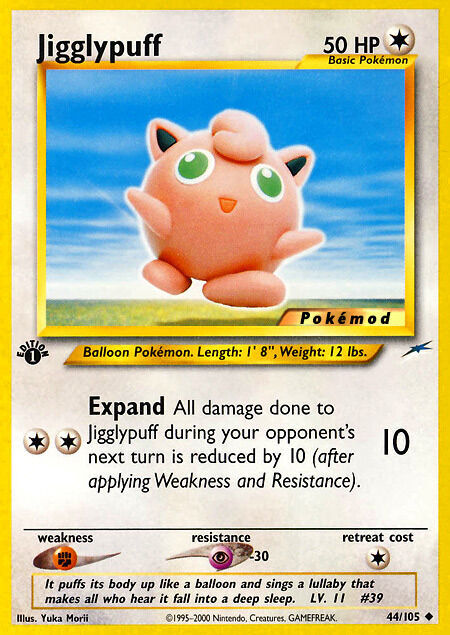 Jigglypuff
50 HP
Basic Pokémon
Pokémod
EDITION
1
Balloon Pokémon. Length: 1' 8", Weight: 12 lbs.
Expand All damage done to
Jigglypuff during your opponent's
next turn is reduced by 10 (after
applying Weakness and Resistance).
10
weakness
resistance
-30
retreat cost
It puffs its body up like a balloon and sings a lullaby that
makes all who hear it fall into a deep sleep. LV. 11 #39
Illus. Yuka Morii
©1995–2000 Nintendo, Creatures, GAMEFREAK.
44/105